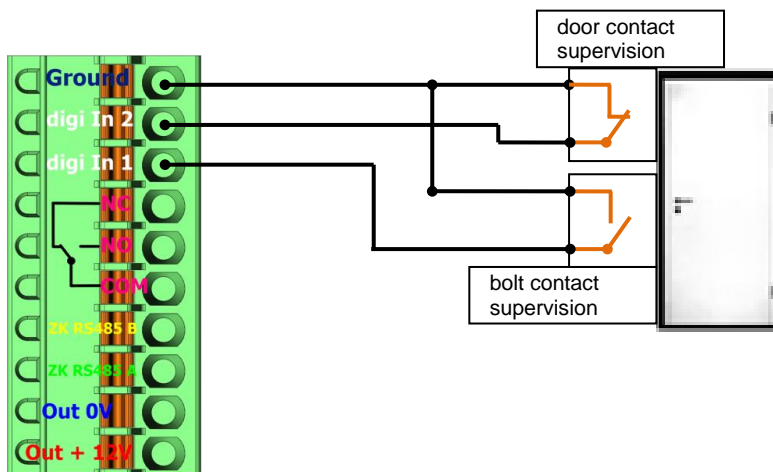 door contact
supervision
Ground
digi In 2
digi In 1
NC
NO
COM
ZK RS485 B
ZK RS485 A
Out 0V
Out + 12V
bolt contact
supervision